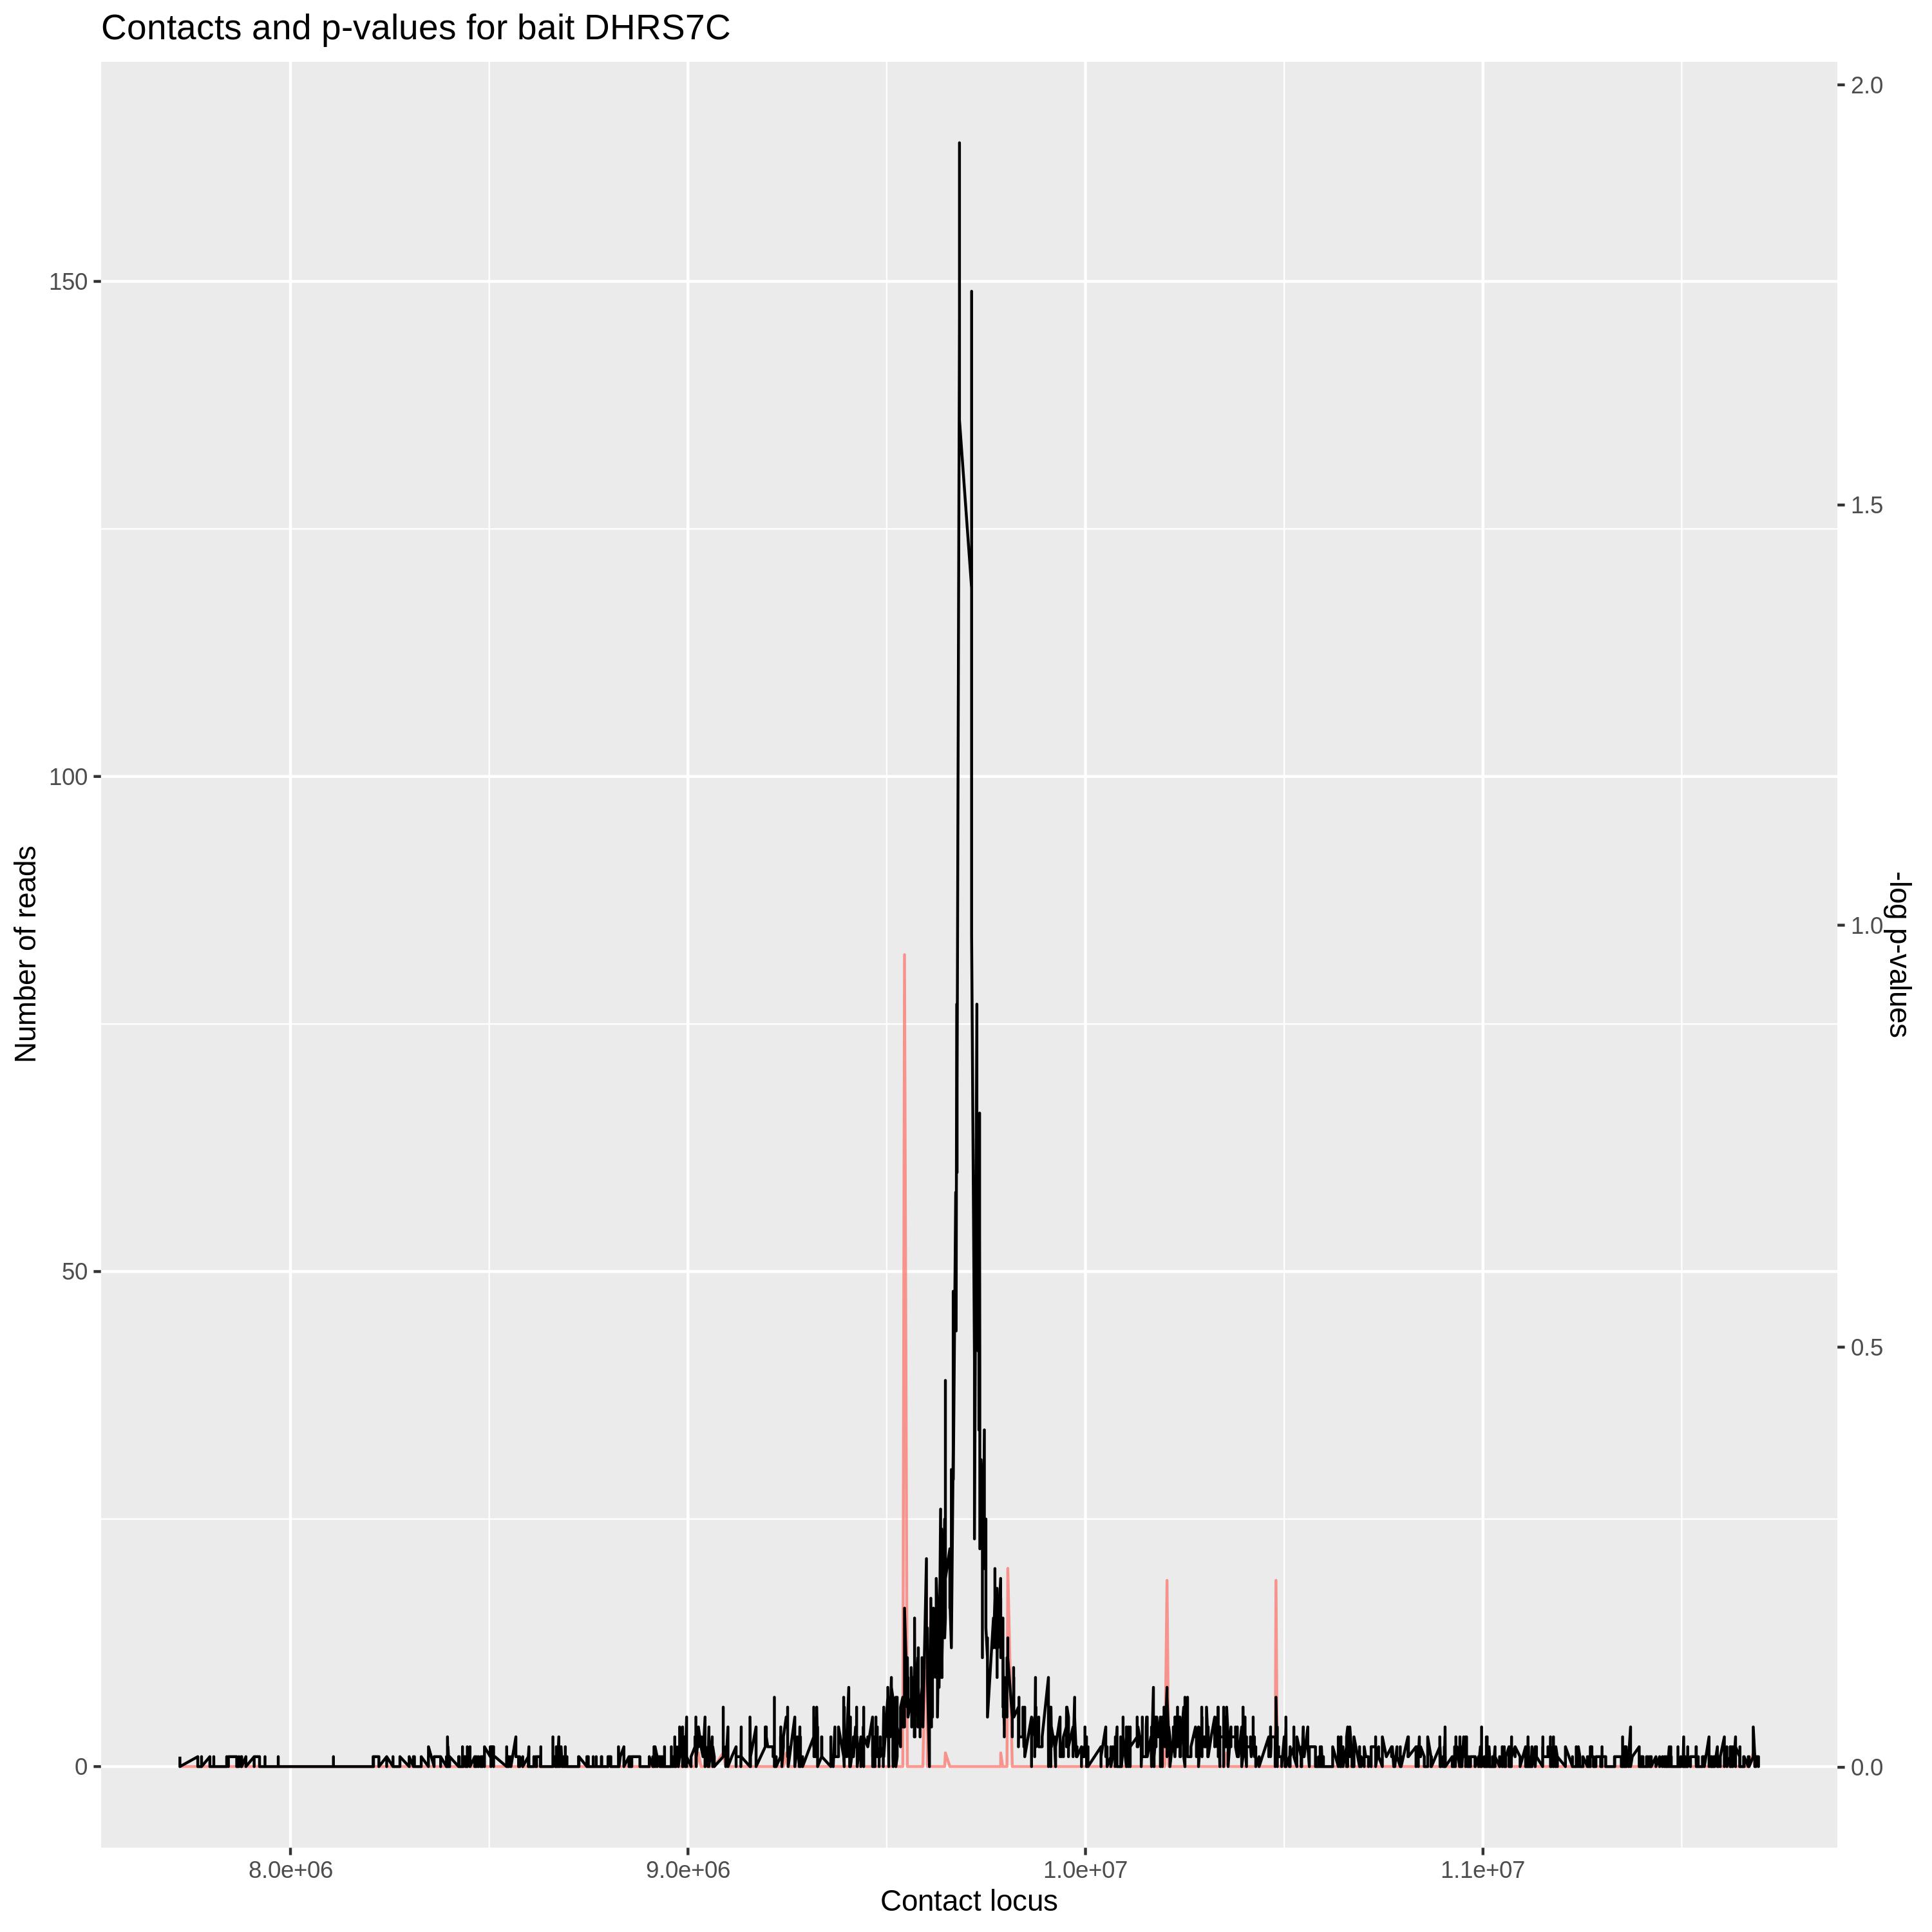 Contacts and p-values for bait DHRS7C
2.0
150
1.5
100
1.0
Number of reads
-log p-values
50
0.5
0
0.0
8.0e+06 9.0e+06 1.0e+07 1.1e+07
Contact locus